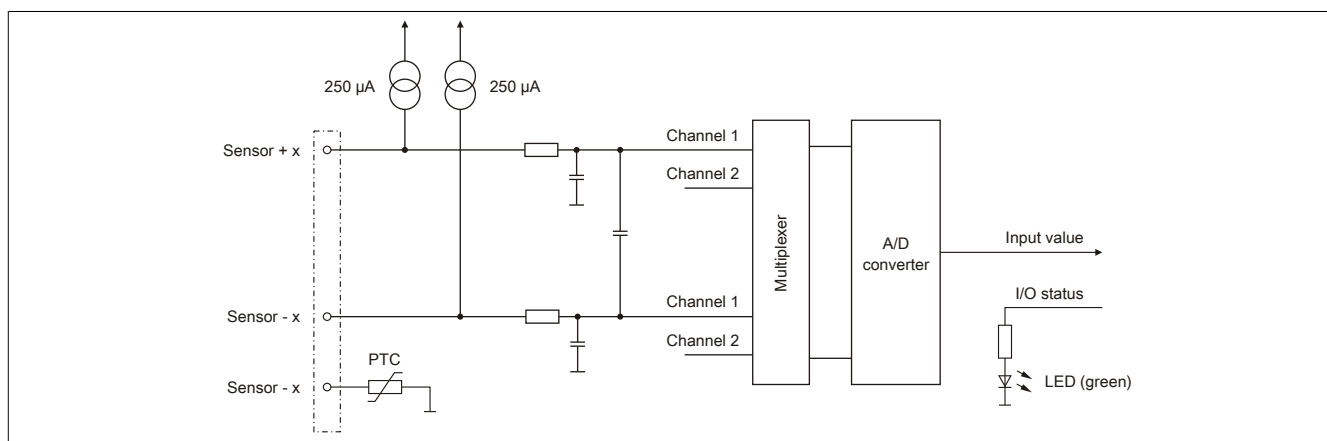 250 µA
250 µA
Sensor + x
Channel 1
Channel 2
Multiplexer
A/D
converter
Input value
I/O status
Sensor - x
Channel 1
Channel 2
PTC
Sensor - x
LED (green)